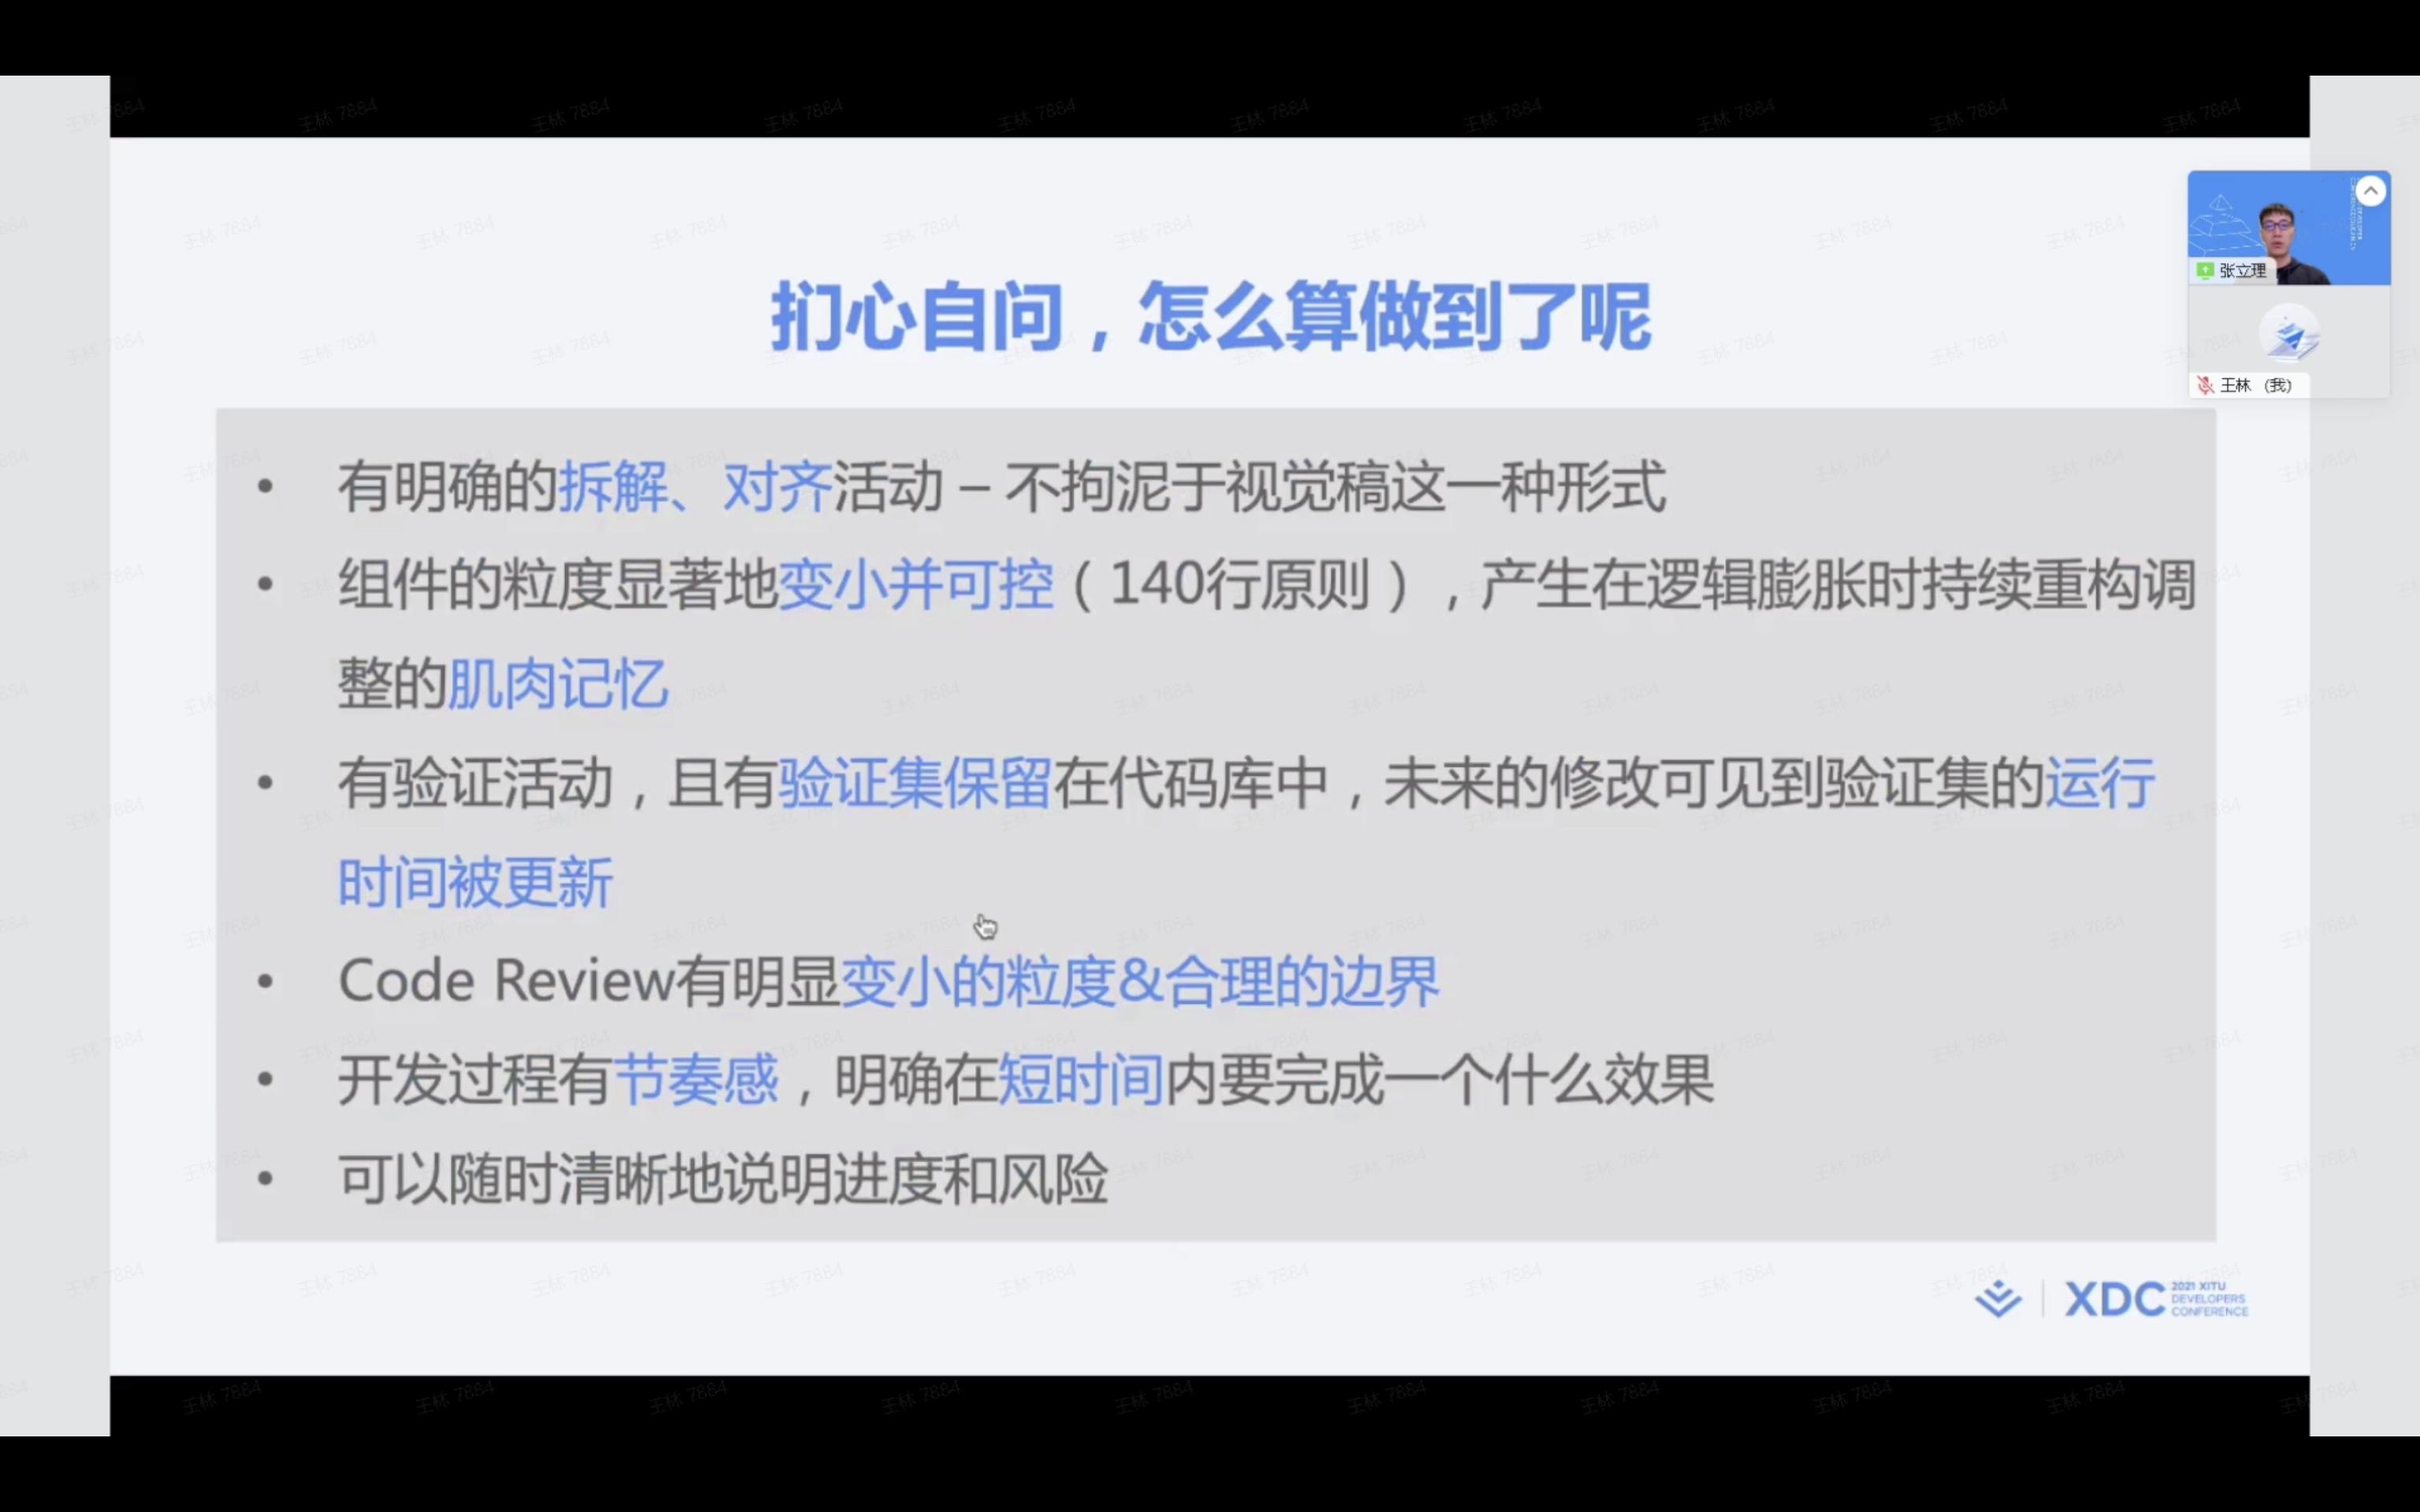 扪心自问，怎么算做到了呢
张立理
王林 （我）
• 有明确的拆解、对齐活动 – 不拘泥于视觉稿这一种形式
• 组件的粒度显著地变小并可控（140行原则），产生在逻辑膨胀时持续重构调
整的肌肉记忆
• 有验证活动，且有验证集保留在代码库中，未来的修改可见到验证集的运行
时间被更新
• Code Review有明显变小的粒度&合理的边界
• 开发过程有节奏感，明确在短时间内要完成一个什么效果
• 可以随时清晰地说明进度和风险
XDC
2021 XITU
DEVELOPERS
CONFERENCE
王林 7884